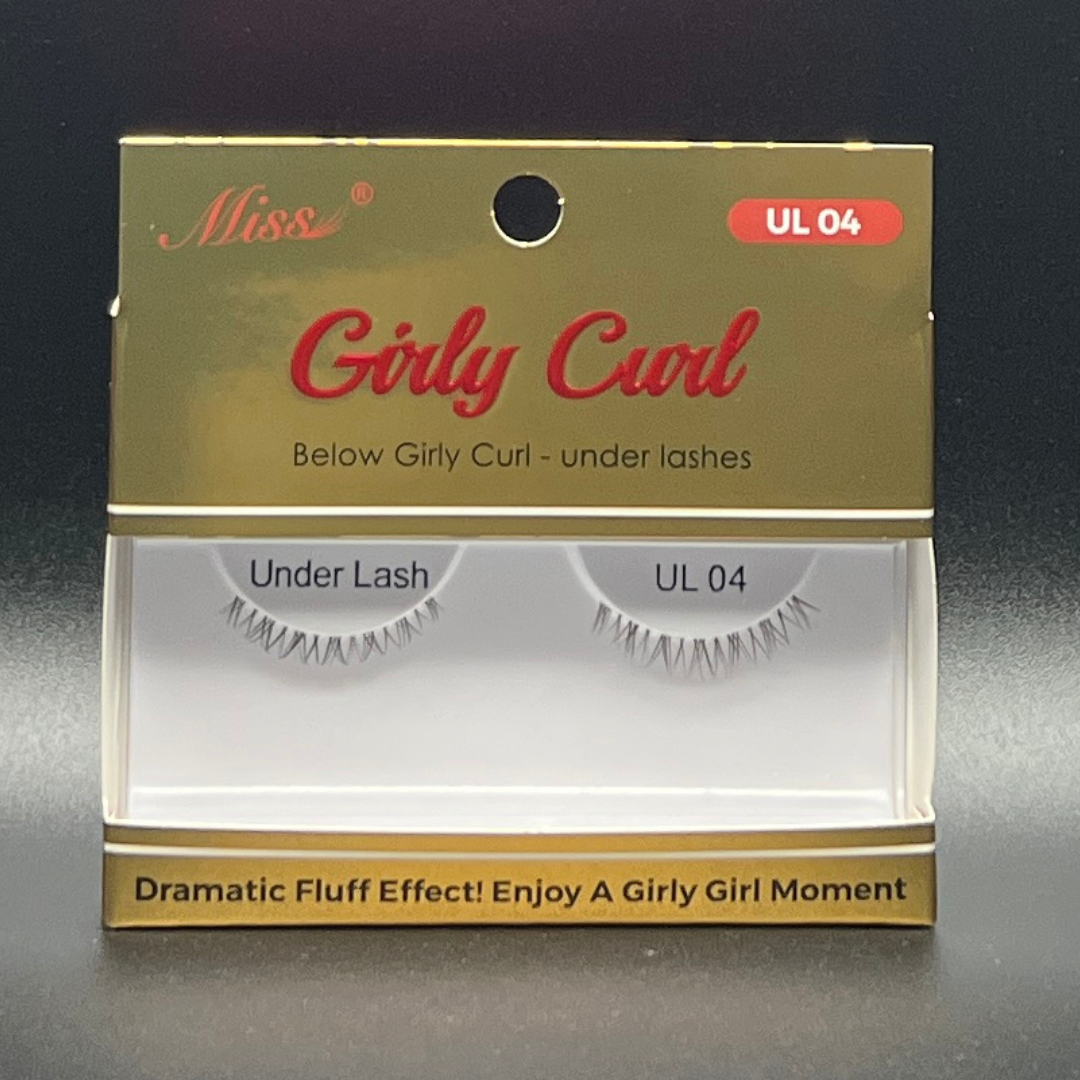 Miss®
UL 04
Girly Curl
Below Girly Curl - under lashes
Under Lash
UL 04
Dramatic Fluff Effect! Enjoy A Girly Girl Moment